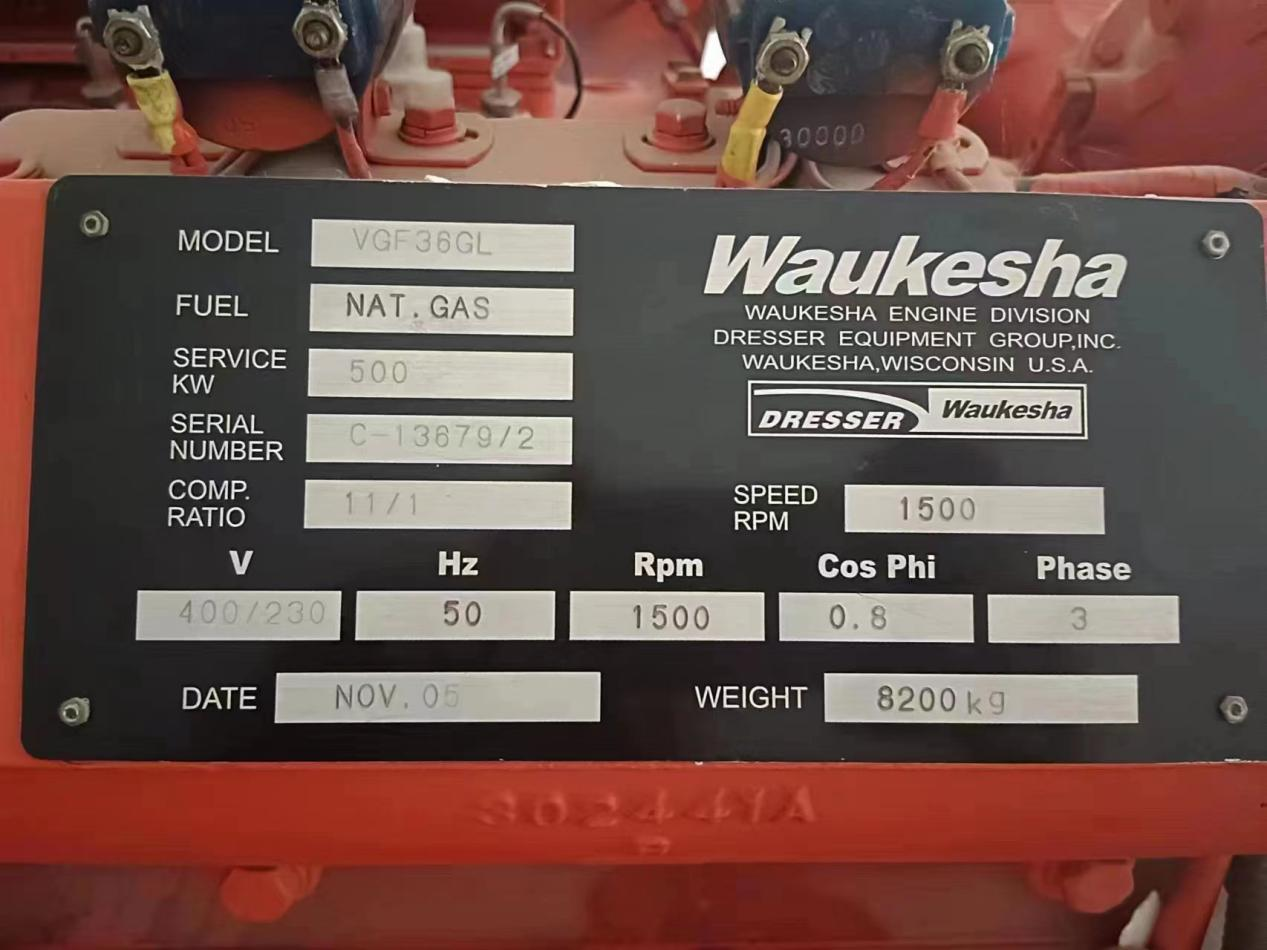 30000
MODEL VGF36GL
FUEL NAT.GAS
SERVICE KW 500
SERIAL NUMBER C-13679/2
COMP. RATIO 11/1
Waukesha
WAUKESHA ENGINE DIVISION
DRESSER EQUIPMENT GROUP,INC.
WAUKESHA,WISCONSIN U.S.A.
DRESSER Waukesha
SPEED RPM 1500
V Hz Rpm Cos Phi Phase
400/230 50 1500 0.8 3
DATE NOV.05
WEIGHT 8200kg
302441A